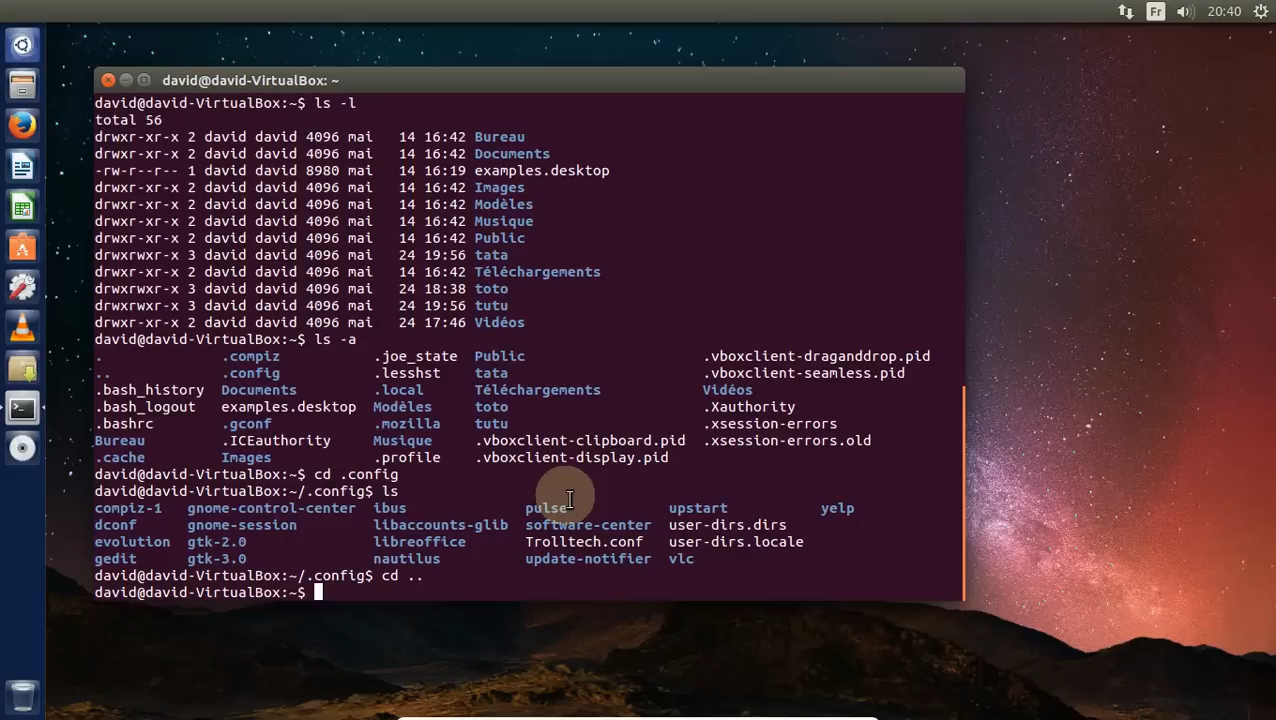 Fr 20:40
david@david-VirtualBox: ~
david@david-VirtualBox:~$ ls -l
total 56
drwxr-xr-x 2 david david 4096 mai   14 16:42 Bureau
drwxr-xr-x 2 david david 4096 mai   14 16:42 Documents
-rw-r--r-- 1 david david 8980 mai   14 16:19 examples.desktop
drwxr-xr-x 2 david david 4096 mai   14 16:42 Images
drwxr-xr-x 2 david david 4096 mai   14 16:42 Modèles
drwxr-xr-x 2 david david 4096 mai   14 16:42 Musique
drwxr-xr-x 2 david david 4096 mai   14 16:42 Public
drwxrwxr-x 3 david david 4096 mai   24 19:56 tata
drwxr-xr-x 2 david david 4096 mai   14 16:42 Téléchargements
drwxrwxr-x 3 david david 4096 mai   24 18:38 toto
drwxrwxr-x 3 david david 4096 mai   24 19:56 tutu
drwxr-xr-x 2 david david 4096 mai   24 17:46 Vidéos
david@david-VirtualBox:~$ ls -a
.              .compiz           .joe_state  Public                   .vboxclient-draganddrop.pid
..             .config           .lesshst    tata                     .vboxclient-seamless.pid
.bash_history  Documents         .local      Téléchargements          Vidéos
.bash_logout   examples.desktop  Modèles     toto                     .Xauthority
.bashrc        .gconf            .mozilla    tutu                     .xsession-errors
Bureau         .ICEauthority     Musique     .vboxclient-clipboard.pid  .xsession-errors.old
.cache         Images            .profile    .vboxclient-display.pid
david@david-VirtualBox:~$ cd .config
david@david-VirtualBox:~/.config$ ls
compiz-1   gnome-control-center  ibus             pulse            upstart           yelp
dconf      gnome-session         libaccounts-glib  software-center  user-dirs.dirs
evolution  gtk-2.0               libreoffice      Trolltech.conf   user-dirs.locale
gedit      gtk-3.0               nautilus         update-notifier  vlc
david@david-VirtualBox:~/.config$ cd ..
david@david-VirtualBox:~$